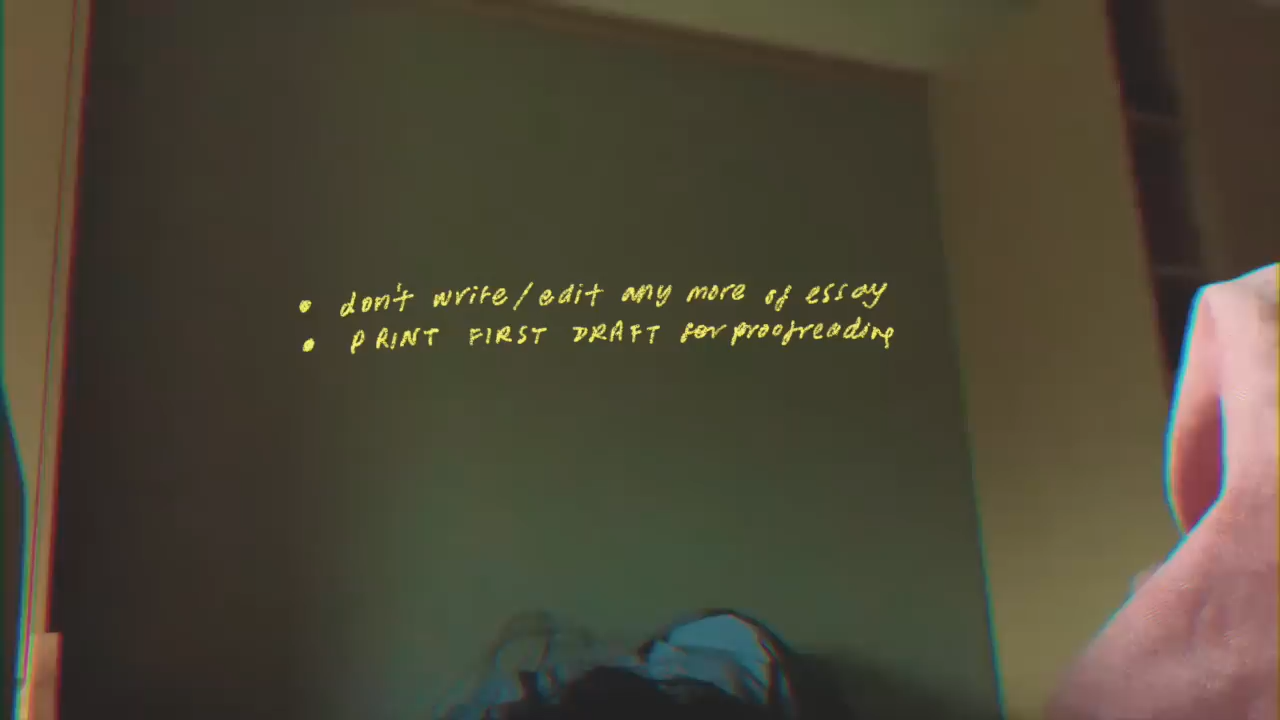 • don't write/edit any more of essay
• PRINT FIRST DRAFT for proofreading